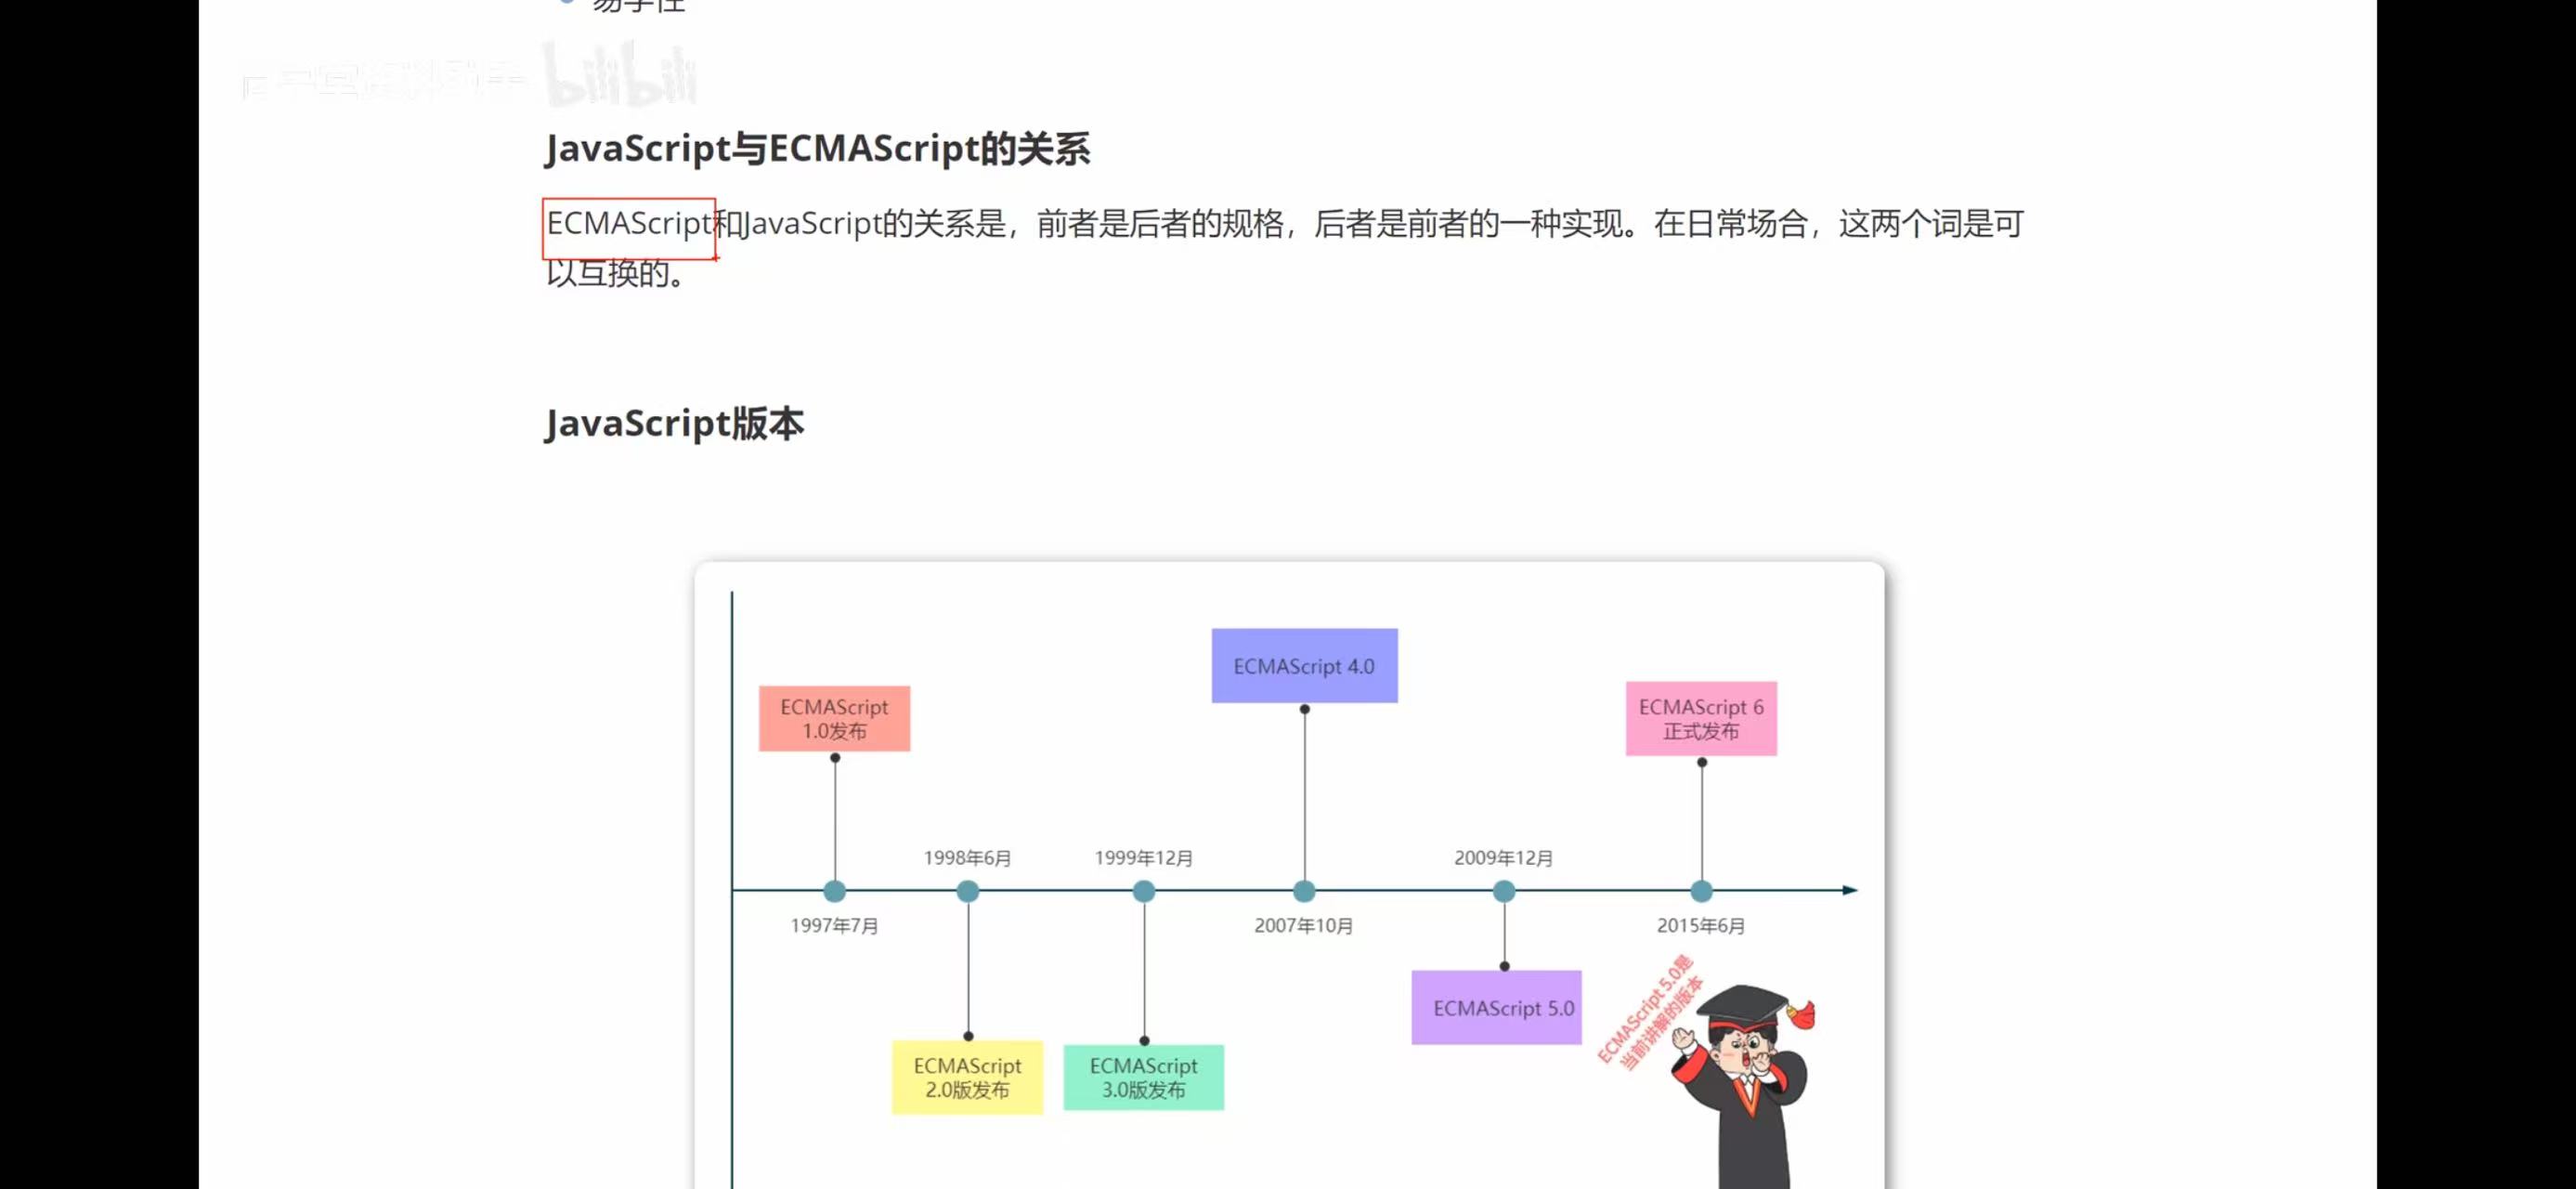 易学性
bilibili
JavaScript与ECMAScript的关系
ECMAScript和JavaScript的关系是，前者是后者的规格，后者是前者的一种实现。在日常场合，这两个词是可
以互换的。
JavaScript版本
ECMAScript 4.0
ECMAScript
1.0发布
ECMAScript 6
正式发布
1998年6月
1999年12月
2009年12月
1997年7月
2007年10月
2015年6月
ECMAScript 5.0
ECMAScript 5.0是
当前讲解的版本
ECMAScript
2.0版发布
ECMAScript
3.0版发布